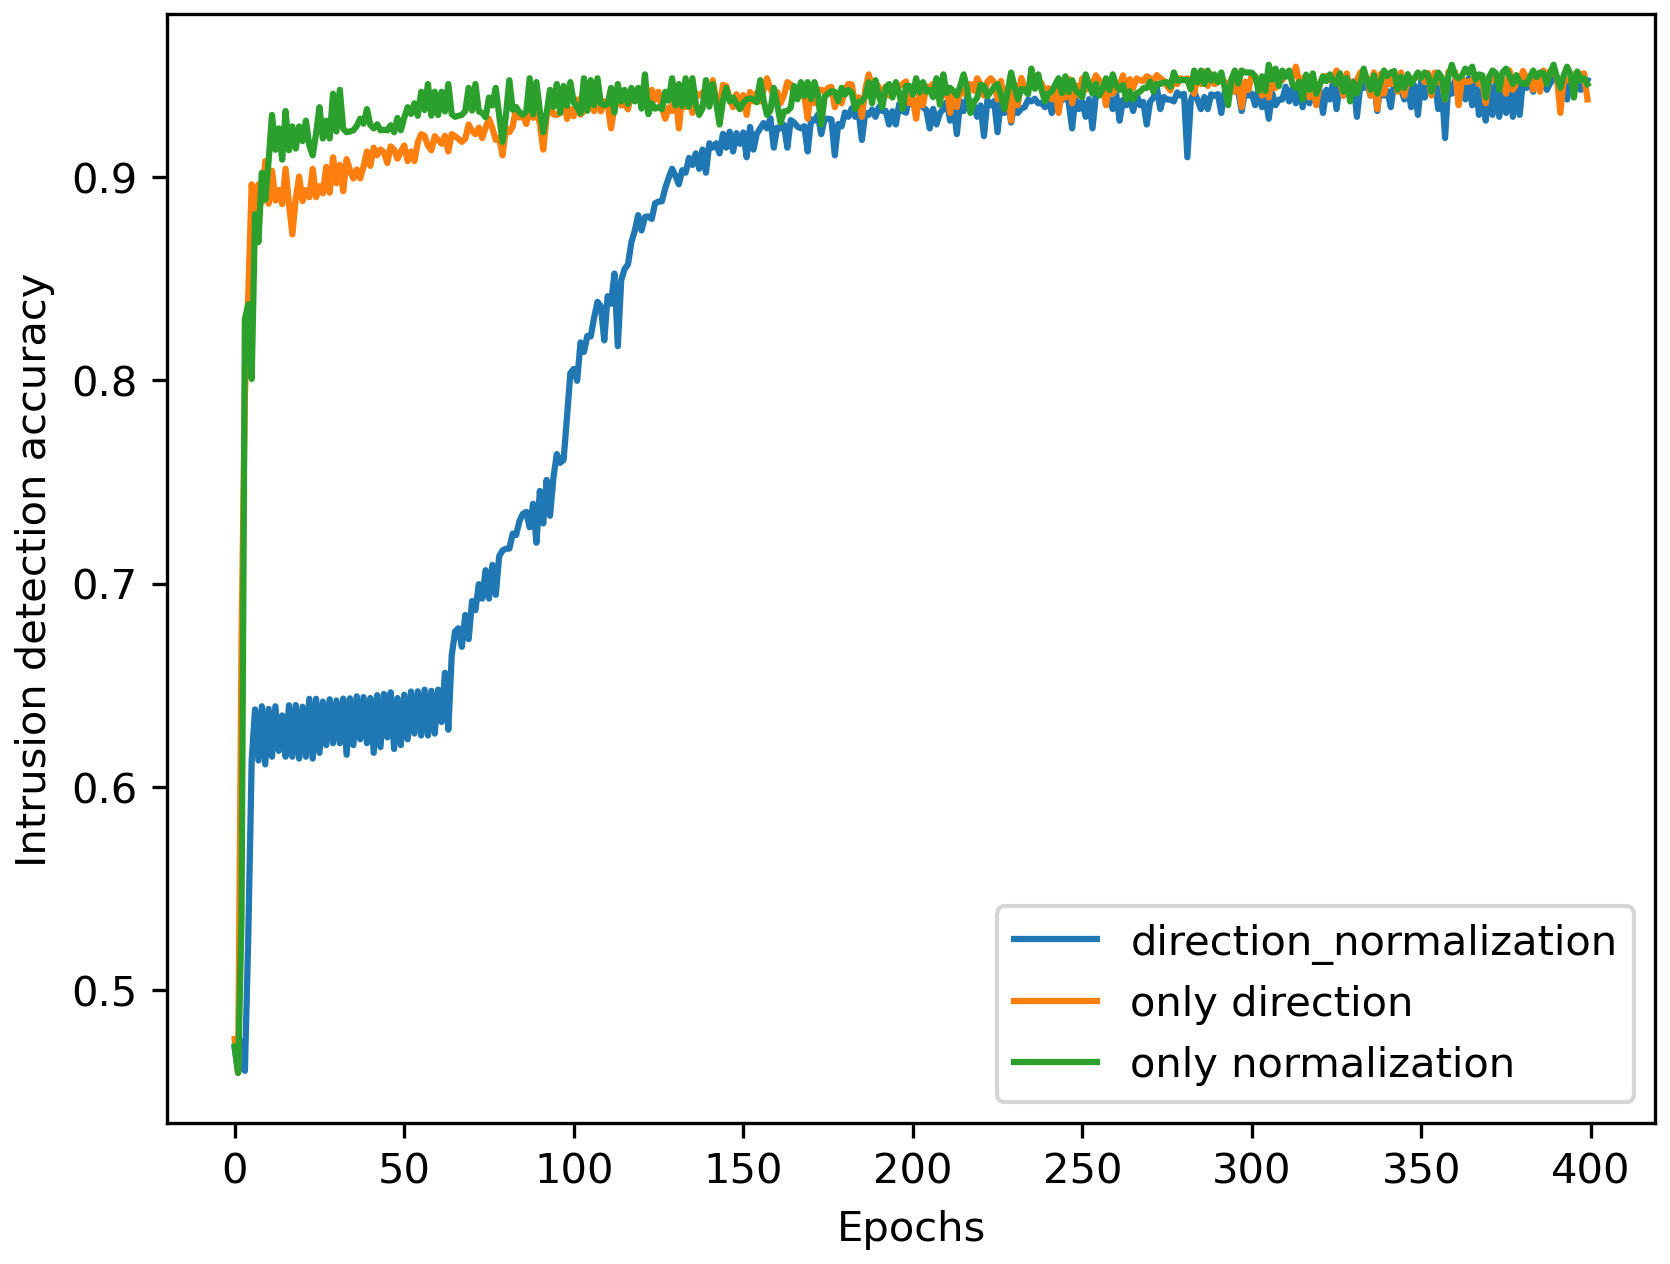 Intrusion detection accuracy
0.9
0.8
0.7
0.6
0.5
direction_normalization
only direction
only normalization
0 50 100 150 200 250 300 350 400
Epochs